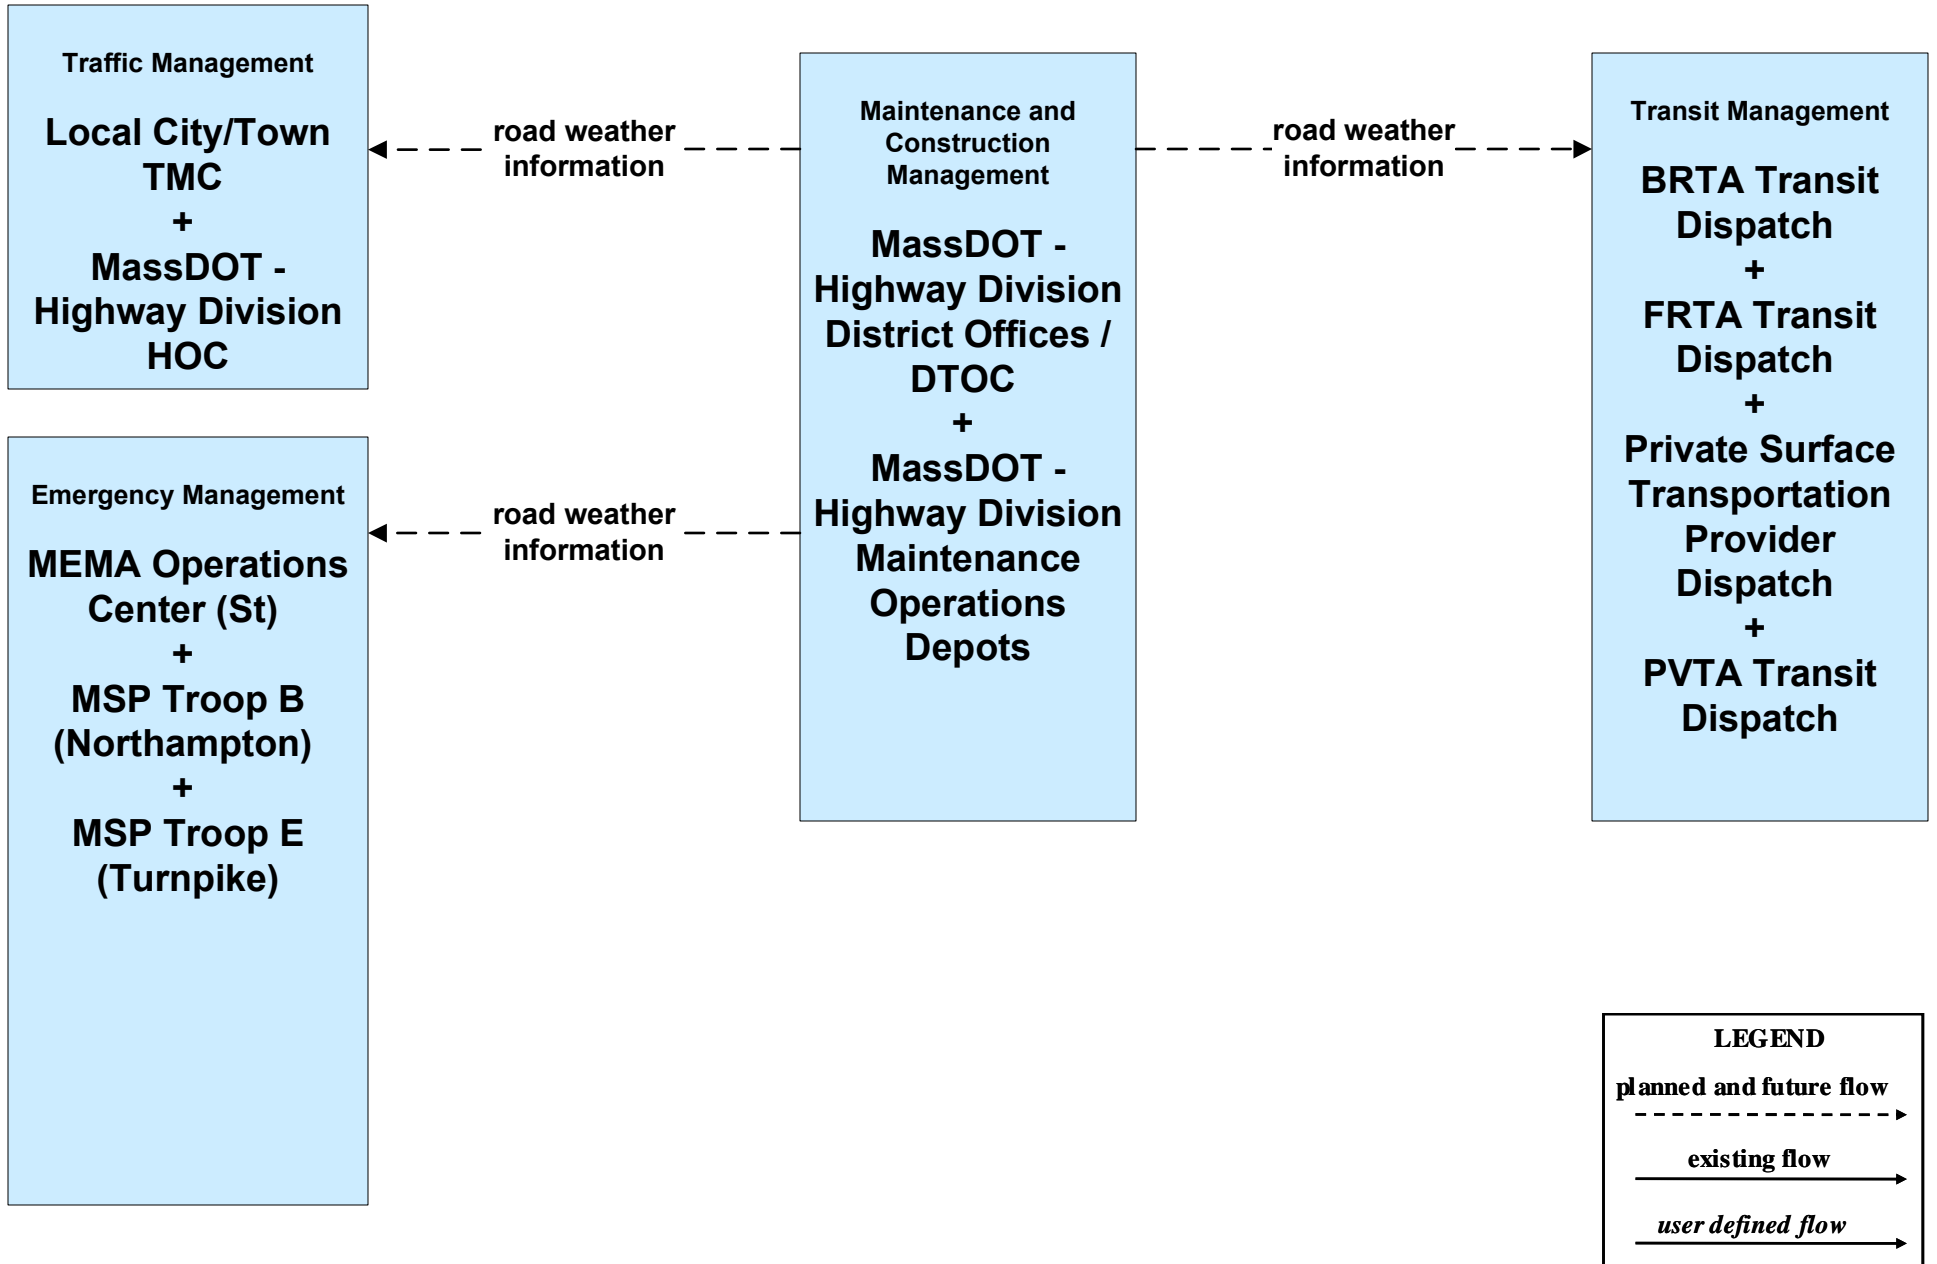 Traffic Management
Local City/Town
TMC
+
MassDOT -
Highway Division
HOC
Emergency Management
MEMA Operations
Center (St)
+
MSP Troop B
(Northampton)
+
MSP Troop E
(Turnpike)
road weather
information
road weather
information
Maintenance and
Construction
Management
MassDOT -
Highway Division
District Offices /
DTOC
+
MassDOT -
Highway Division
Maintenance
Operations
Depots
road weather
information
Transit Management
BRTA Transit
Dispatch
+
FRTA Transit
Dispatch
+
Private Surface
Transportation
Provider
Dispatch
+
PVTA Transit
Dispatch
LEGEND
planned and future flow
existing flow
user defined flow